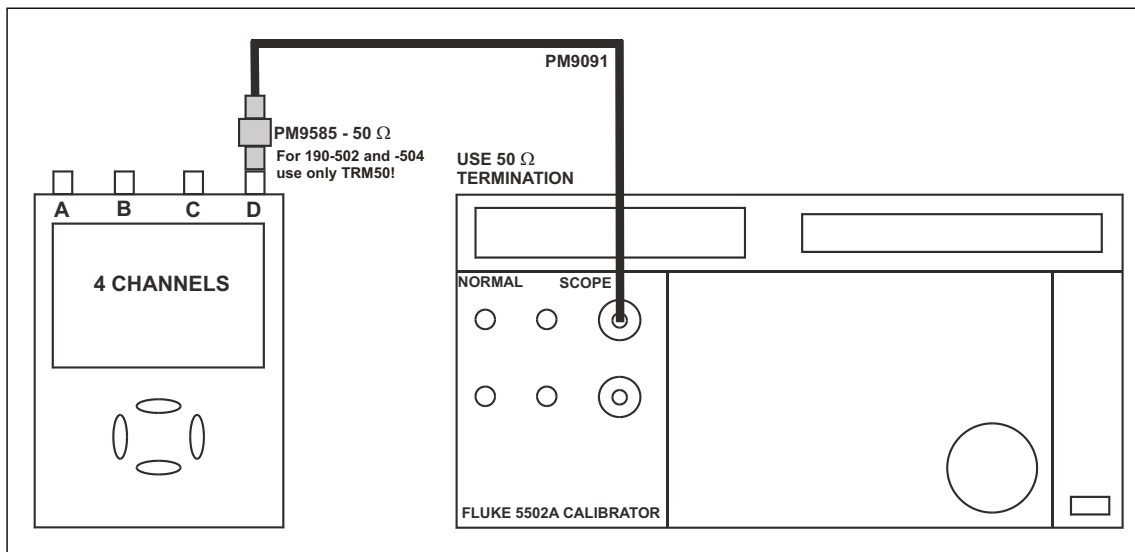 PM9091
PM9585 - 50 Ω
For 190-502 and -504
use only TRM50!
USE 50 Ω
TERMINATION
A B C D
4 CHANNELS
NORMAL SCOPE
FLUKE 5502A CALIBRATOR